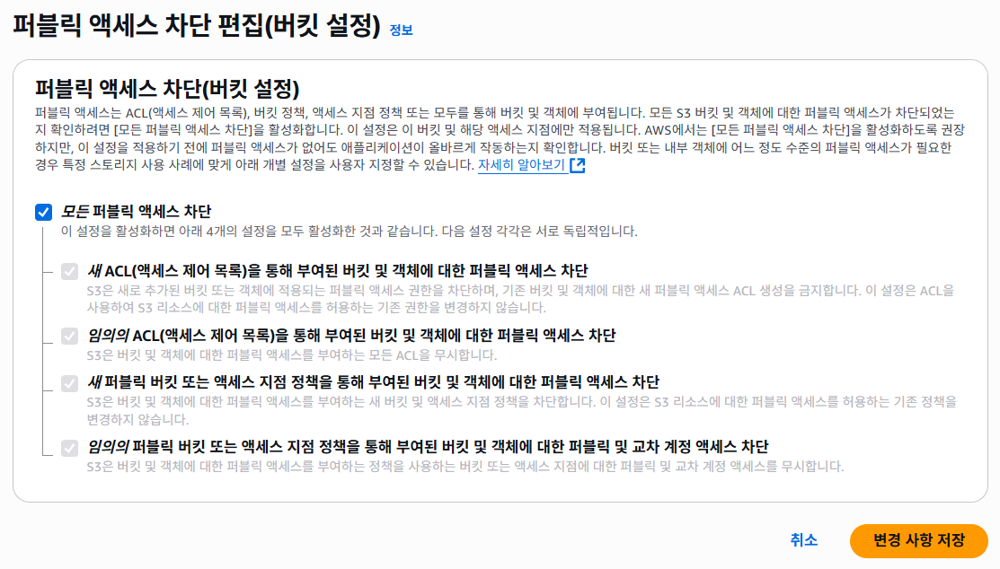 퍼블릭 액세스 차단 편집(버킷 설정) 정보
퍼블릭 액세스 차단(버킷 설정)
퍼블릭 액세스는 ACL(액세스 제어 목록), 버킷 정책, 액세스 지점 정책 또는 모두를 통해 버킷 및 객체에 부여됩니다. 모든 S3 버킷 및 객체에 대한 퍼블릭 액세스가 차단되었는
지 확인하려면 [모든 퍼블릭 액세스 차단]을 활성화합니다. 이 설정은 이 버킷 및 해당 액세스 지점에만 적용됩니다. AWS에서는 [모든 퍼블릭 액세스 차단]을 활성화하도록 권장
하지만, 이 설정을 적용하기 전에 퍼블릭 액세스가 없어도 애플리케이션이 올바르게 작동하는지 확인합니다. 버킷 또는 내부 객체에 어느 정도 수준의 퍼블릭 액세스가 필요한
경우 특정 스토리지 사용 사례에 맞게 아래 개별 설정을 사용자 지정할 수 있습니다. 자세히 알아보기
모든 퍼블릭 액세스 차단
이 설정을 활성화하면 아래 4개의 설정을 모두 활성화한 것과 같습니다. 다음 설정 각각은 서로 독립적입니다.
새 ACL(액세스 제어 목록)을 통해 부여된 버킷 및 객체에 대한 퍼블릭 액세스 차단
S3은 새로 추가된 버킷 또는 객체에 적용되는 퍼블릭 액세스 권한을 차단하며, 기존 버킷 및 객체에 대한 새 퍼블릭 액세스 ACL 생성을 금지합니다. 이 설정은 ACL을
사용하여 S3 리소스에 대한 퍼블릭 액세스를 허용하는 기존 권한을 변경하지 않습니다.
임의의 ACL(액세스 제어 목록)을 통해 부여된 버킷 및 객체에 대한 퍼블릭 액세스 차단
S3은 버킷 및 객체에 대한 퍼블릭 액세스를 부여하는 모든 ACL을 무시합니다.
새 퍼블릭 버킷 또는 액세스 지점 정책을 통해 부여된 버킷 및 객체에 대한 퍼블릭 액세스 차단
S3은 버킷 및 객체에 대한 퍼블릭 액세스를 부여하는 새 버킷 및 액세스 지점 정책을 차단합니다. 이 설정은 S3 리소스에 대한 퍼블릭 액세스를 허용하는 기존 정책을
변경하지 않습니다.
임의의 퍼블릭 버킷 또는 액세스 지점 정책을 통해 부여된 버킷 및 객체에 대한 퍼블릭 및 교차 계정 액세스 차단
S3은 버킷 및 객체에 대한 퍼블릭 액세스를 부여하는 정책을 사용하는 버킷 또는 액세스 지점에 대한 퍼블릭 및 교차 계정 액세스를 무시합니다.
취소 변경 사항 저장